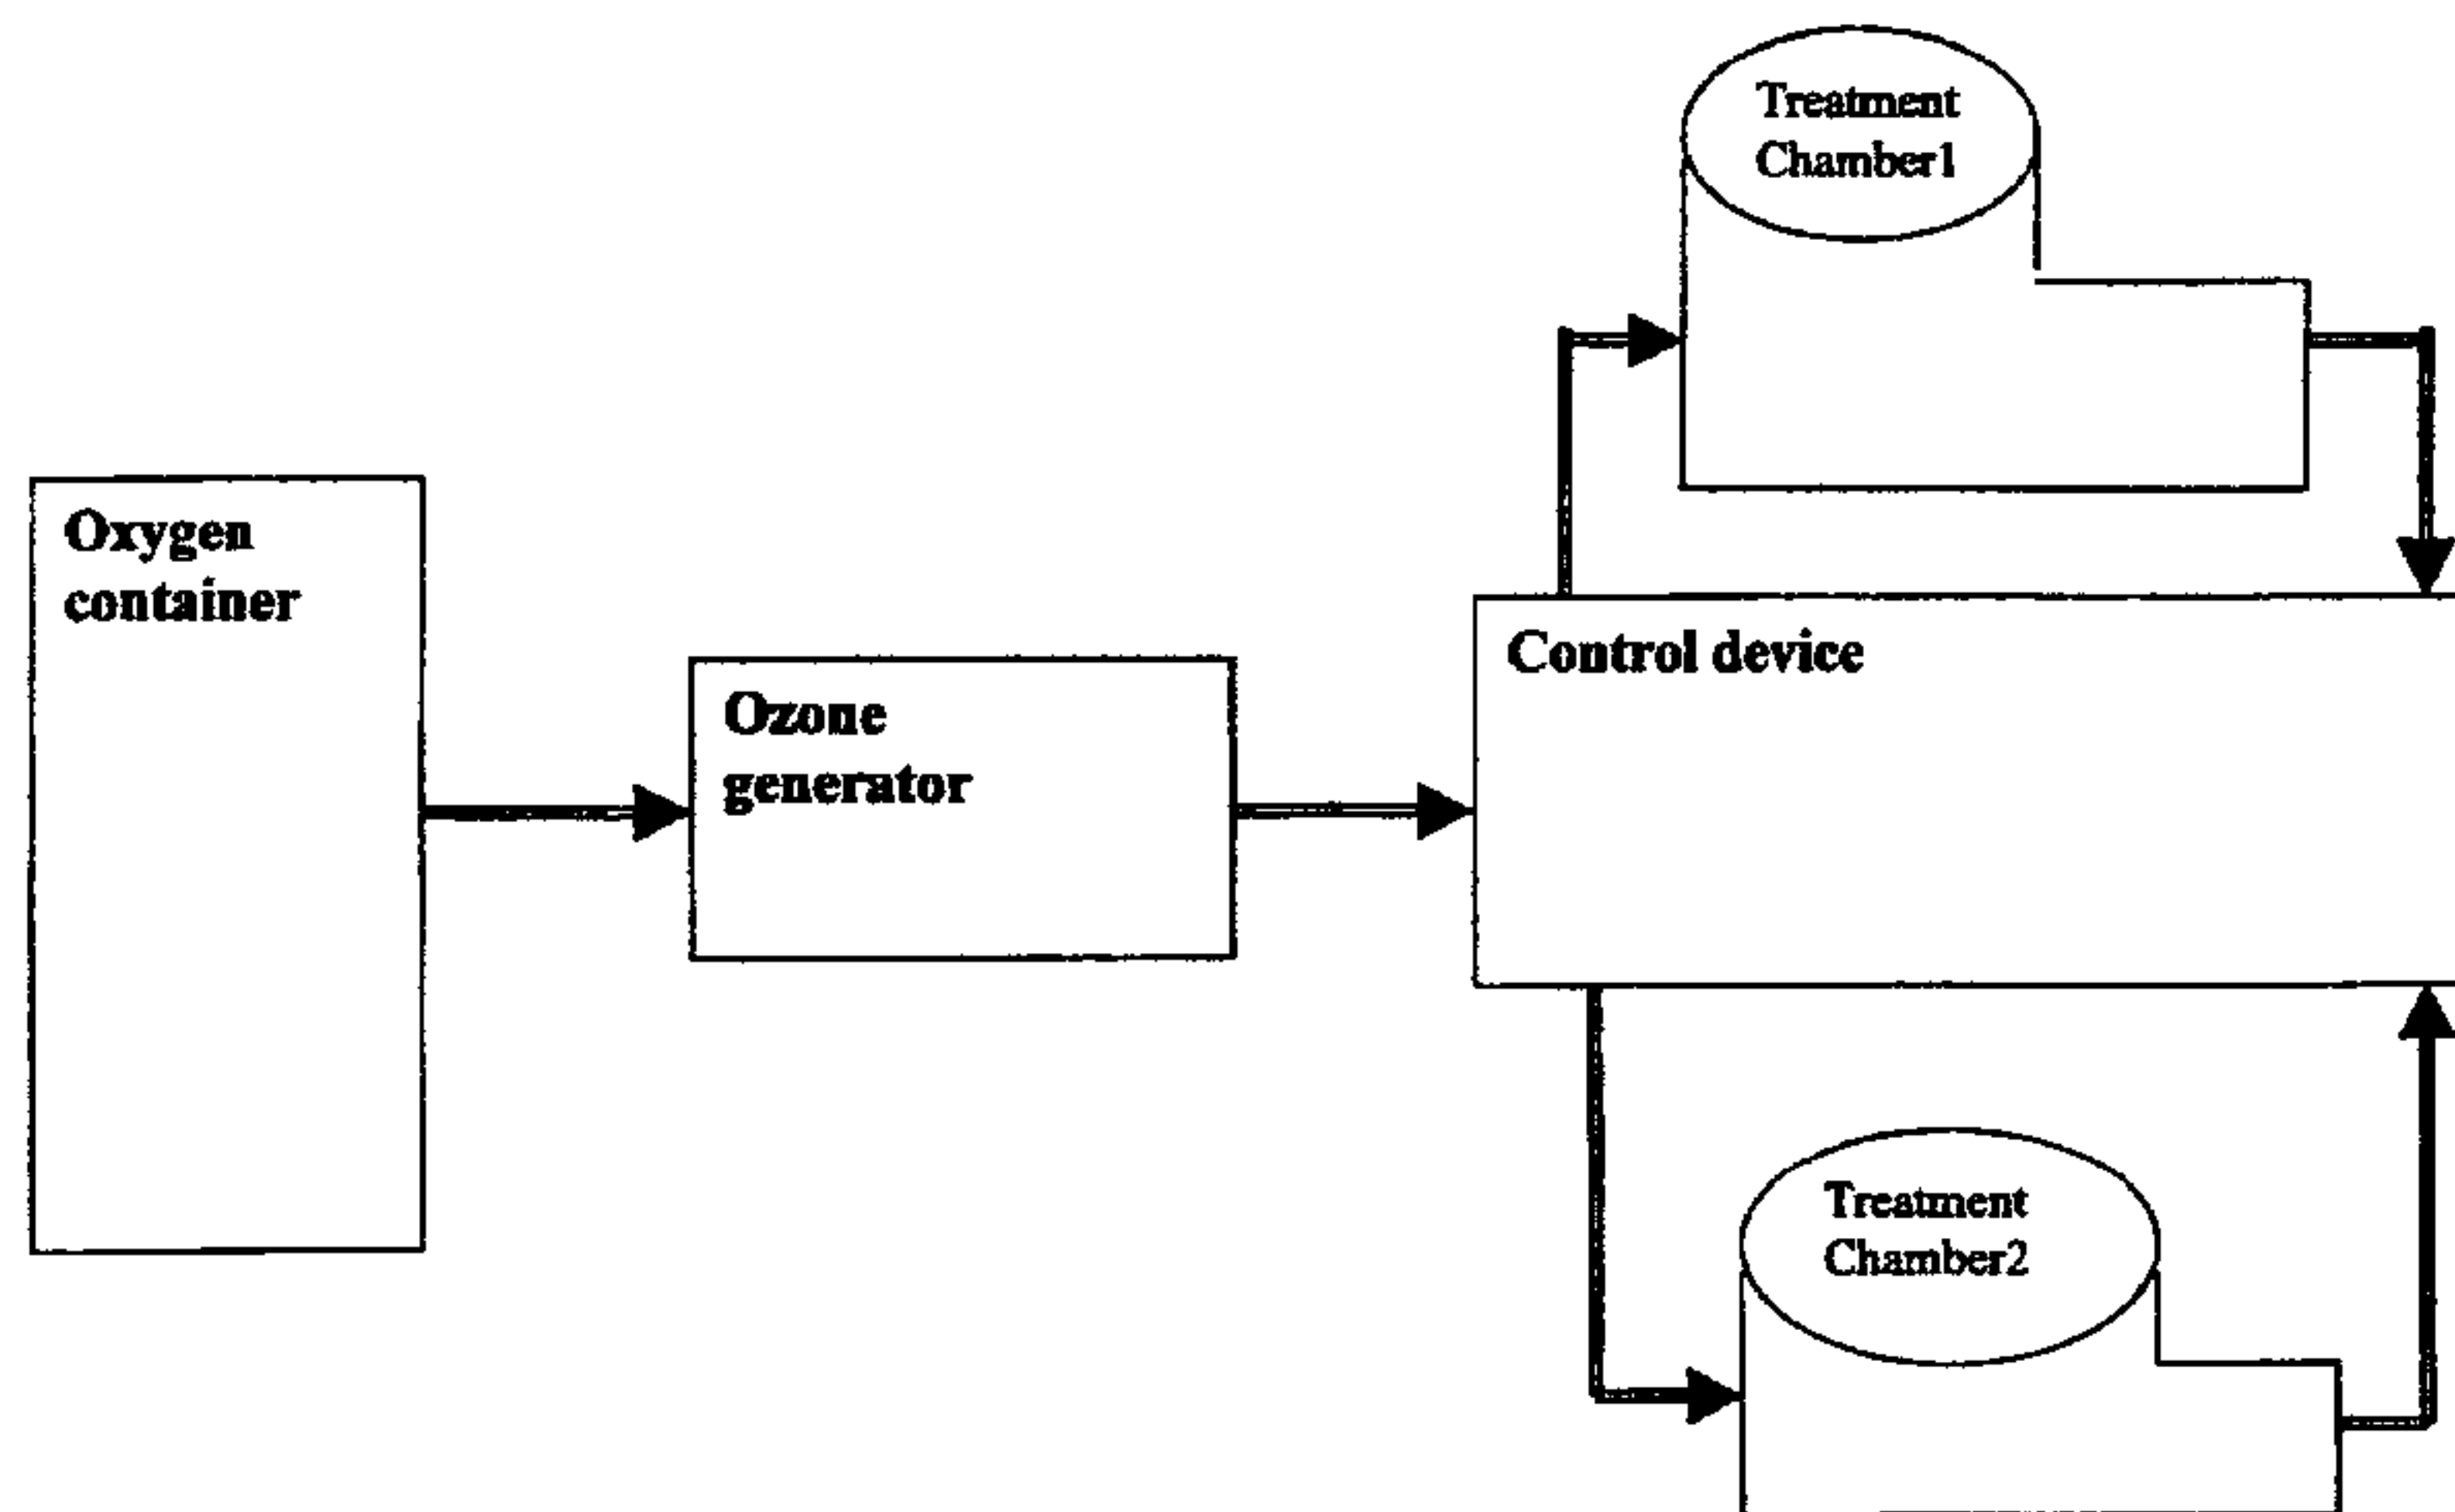 Treatment
Chamber1
Oxygen
container
Ozone
generator
Control device
Treatment
Chamber2